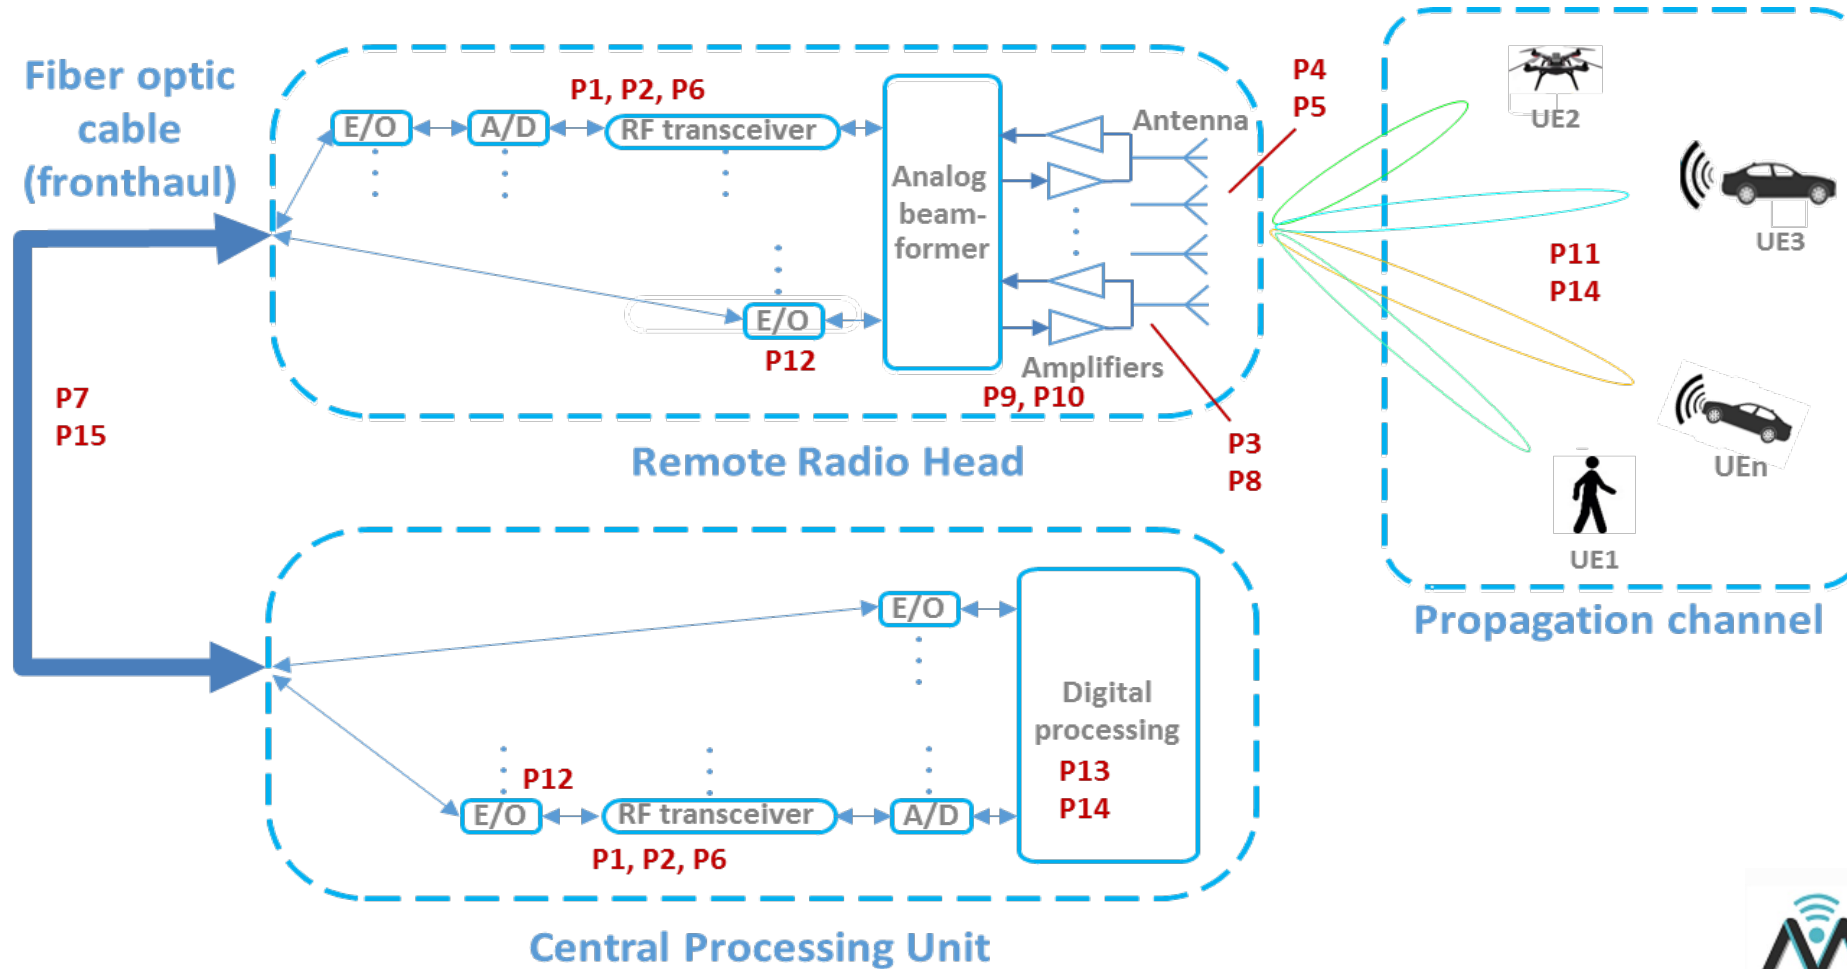 Fiber optic
cable
(fronthaul)
P1, P2, P6
E/O
A/D
RF transceiver
Analog
beam-
former
Antenna
P4
P5
E/O
P12
Amplifiers
P9, P10
P3
P8
Remote Radio Head
P7
P15
UE2
UE3
P11
P14
UEn
UE1
Propagation channel
E/O
Digital
processing
P13
P14
P12
E/O
RF transceiver
A/D
P1, P2, P6
Central Processing Unit